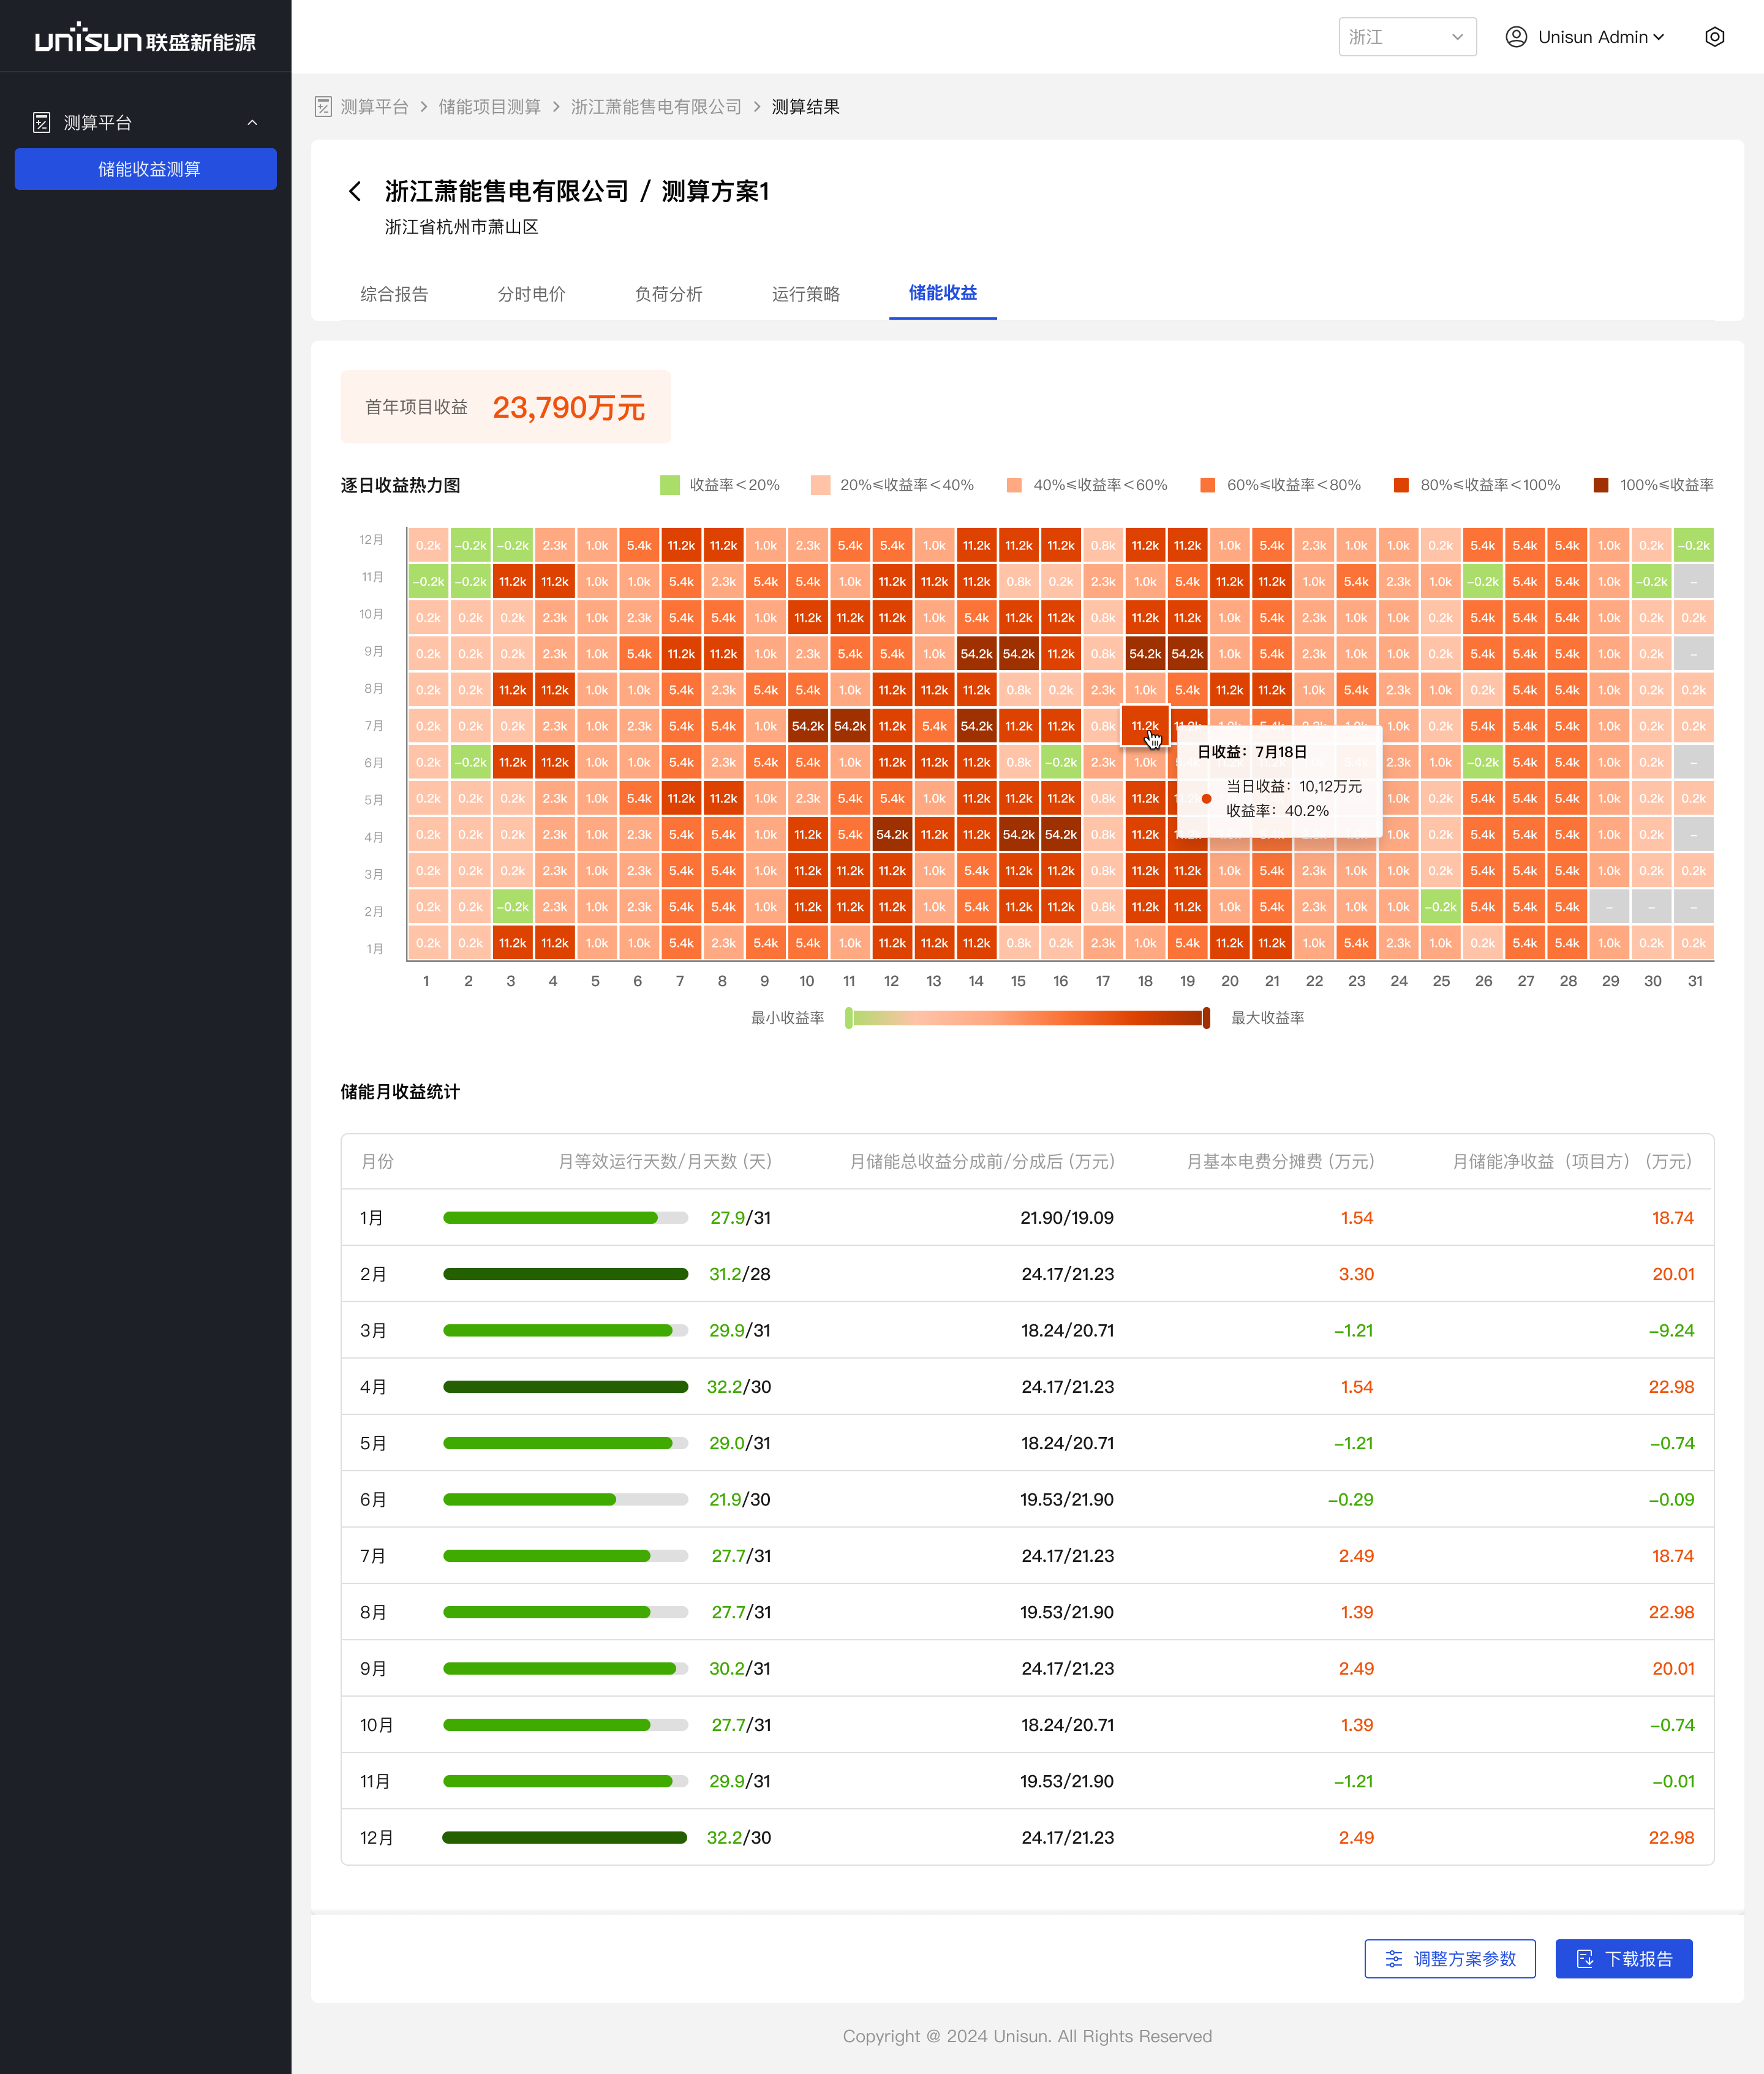 unisun 联盛新能源
浙江 Unisun Admin
测算平台
储能收益测算
测算平台 > 储能项目测算 > 浙江萧能售电有限公司 > 测算结果
浙江萧能售电有限公司 / 测算方案1
浙江省杭州市萧山区
综合报告 分时电价 负荷分析 运行策略 储能收益
首年项目收益 23,790万元
逐日收益热力图 收益率<20% 20%≤收益率<40% 40%≤收益率<60% 60%≤收益率<80% 80%≤收益率<100% 100%≤收益率
12月 0.2k −0.2k −0.2k 2.3k 1.0k 5.4k 11.2k 11.2k 1.0k 2.3k 5.4k 5.4k 1.0k 11.2k 11.2k 11.2k 0.8k 11.2k 11.2k 1.0k 5.4k 2.3k 1.0k 1.0k 0.2k 5.4k 5.4k 5.4k 1.0k 0.2k −0.2k
11月 −0.2k −0.2k 11.2k 11.2k 1.0k 1.0k 5.4k 2.3k 5.4k 5.4k 1.0k 11.2k 11.2k 11.2k 0.8k 0.2k 2.3k 1.0k 5.4k 11.2k 11.2k 1.0k 5.4k 2.3k 1.0k −0.2k 5.4k 5.4k 1.0k −0.2k –
10月 0.2k 0.2k 0.2k 2.3k 1.0k 2.3k 5.4k 5.4k 1.0k 11.2k 11.2k 11.2k 1.0k 5.4k 11.2k 11.2k 0.8k 11.2k 11.2k 1.0k 5.4k 2.3k 1.0k 1.0k 0.2k 5.4k 5.4k 5.4k 1.0k 0.2k 0.2k
9月 0.2k 0.2k 0.2k 2.3k 1.0k 5.4k 11.2k 11.2k 1.0k 2.3k 5.4k 5.4k 1.0k 54.2k 54.2k 11.2k 0.8k 54.2k 54.2k 1.0k 5.4k 2.3k 1.0k 1.0k 0.2k 5.4k 5.4k 5.4k 1.0k 0.2k –
8月 0.2k 0.2k 11.2k 11.2k 1.0k 1.0k 5.4k 2.3k 5.4k 5.4k 1.0k 11.2k 11.2k 11.2k 0.8k 0.2k 2.3k 1.0k 5.4k 11.2k 11.2k 1.0k 5.4k 2.3k 1.0k 0.2k 5.4k 5.4k 1.0k 0.2k 0.2k
7月 0.2k 0.2k 0.2k 2.3k 1.0k 2.3k 5.4k 5.4k 1.0k 54.2k 54.2k 11.2k 5.4k 54.2k 11.2k 11.2k 0.8k 11.2k 1.0k 0.2k 5.4k 5.4k 5.4k 1.0k 0.2k 0.2k
6月 0.2k −0.2k 11.2k 11.2k 1.0k 1.0k 5.4k 2.3k 5.4k 5.4k 1.0k 11.2k 11.2k 11.2k 0.8k −0.2k 2.3k 1.0k 2.3k 1.0k −0.2k 5.4k 5.4k 1.0k 0.2k –
日收益：7月18日
当日收益：10,12万元
收益率：40.2%
5月 0.2k 0.2k 0.2k 2.3k 1.0k 5.4k 11.2k 11.2k 1.0k 2.3k 5.4k 5.4k 1.0k 11.2k 11.2k 11.2k 0.8k 11.2k 1.0k 0.2k 5.4k 5.4k 5.4k 1.0k 0.2k 0.2k
4月 0.2k 0.2k 0.2k 2.3k 1.0k 2.3k 5.4k 5.4k 1.0k 11.2k 5.4k 54.2k 11.2k 11.2k 54.2k 54.2k 0.8k 11.2k 1.0k 0.2k 5.4k 5.4k 5.4k 1.0k 0.2k –
3月 0.2k 0.2k 0.2k 2.3k 1.0k 2.3k 5.4k 5.4k 1.0k 11.2k 11.2k 11.2k 1.0k 5.4k 11.2k 11.2k 0.8k 11.2k 11.2k 1.0k 5.4k 2.3k 1.0k 1.0k 0.2k 5.4k 5.4k 5.4k 1.0k 0.2k 0.2k
2月 0.2k 0.2k −0.2k 2.3k 1.0k 2.3k 5.4k 5.4k 1.0k 11.2k 11.2k 11.2k 1.0k 5.4k 11.2k 11.2k 0.8k 11.2k 11.2k 1.0k 5.4k 2.3k 1.0k 1.0k −0.2k 5.4k 5.4k 5.4k – – –
1月 0.2k 0.2k 11.2k 11.2k 1.0k 1.0k 5.4k 2.3k 5.4k 5.4k 1.0k 11.2k 11.2k 11.2k 0.8k 0.2k 2.3k 1.0k 5.4k 11.2k 11.2k 1.0k 5.4k 2.3k 1.0k 0.2k 5.4k 5.4k 1.0k 0.2k 0.2k
1 2 3 4 5 6 7 8 9 10 11 12 13 14 15 16 17 18 19 20 21 22 23 24 25 26 27 28 29 30 31
最小收益率 最大收益率
储能月收益统计
月份 月等效运行天数/月天数 (天) 月储能总收益分成前/分成后 (万元) 月基本电费分摊费 (万元) 月储能净收益（项目方）（万元）
1月 27.9/31 21.90/19.09 1.54 18.74
2月 31.2/28 24.17/21.23 3.30 20.01
3月 29.9/31 18.24/20.71 −1.21 −9.24
4月 32.2/30 24.17/21.23 1.54 22.98
5月 29.0/31 18.24/20.71 −1.21 −0.74
6月 21.9/30 19.53/21.90 −0.29 −0.09
7月 27.7/31 24.17/21.23 2.49 18.74
8月 27.7/31 19.53/21.90 1.39 22.98
9月 30.2/31 24.17/21.23 2.49 20.01
10月 27.7/31 18.24/20.71 1.39 −0.74
11月 29.9/31 19.53/21.90 −1.21 −0.01
12月 32.2/30 24.17/21.23 2.49 22.98
调整方案参数 下载报告
Copyright @ 2024 Unisun. All Rights Reserved